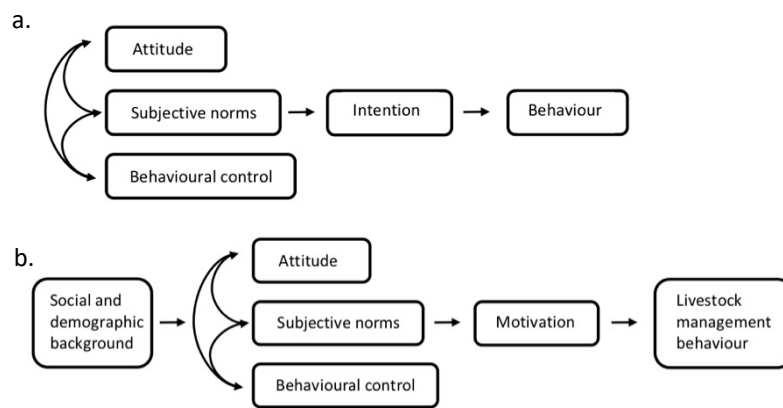 a.
Attitude
Subjective norms
Intention
Behaviour
Behavioural control
b.
Social and
demographic
background
Attitude
Subjective norms
Behavioural control
Motivation
Livestock
management
behaviour